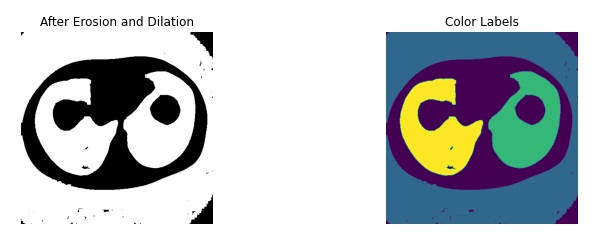 After Erosion and Dilation
Color Labels